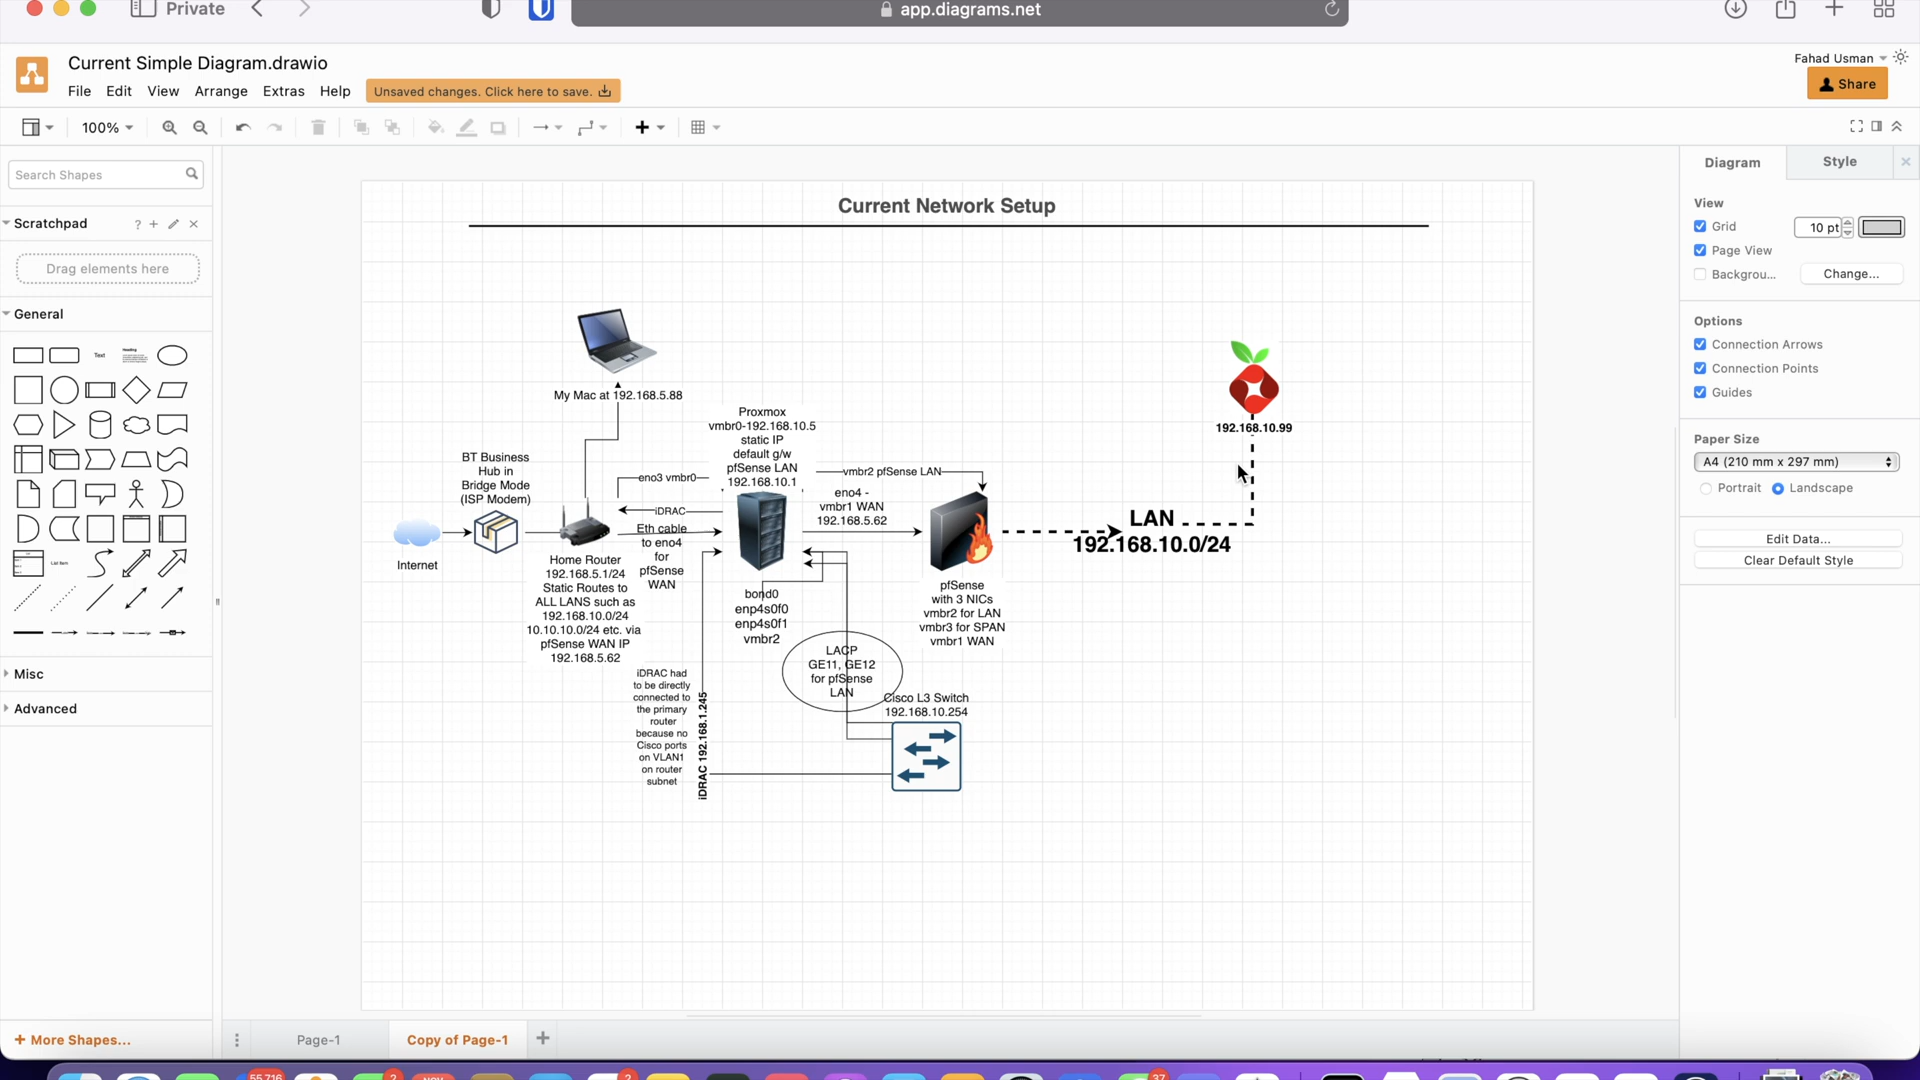 Private
app.diagrams.net
Current Simple Diagram.drawio
File Edit View Arrange Extras Help
Unsaved changes. Click here to save.
Fahad Usman
Share
100%
Search Shapes
Scratchpad
?
Drag elements here
General
Text
Heading
List Item
Misc
Advanced
+ More Shapes...
Current Network Setup
My Mac at 192.168.5.88
Proxmox
vmbr0-192.168.10.5
static IP
default g/w
pfSense LAN
192.168.10.1
BT Business
Hub in
Bridge Mode
(ISP Modem)
eno3 vmbr0
vmbr2 pfSense LAN
eno4 -
vmbr1 WAN
192.168.5.62
iDRAC
Eth cable
to eno4
for
pfSense
WAN
Internet
Home Router
192.168.5.1/24
Static Routes to
ALL LANS such as
192.168.10.0/24
10.10.10.0/24 etc. via
pfSense WAN IP
192.168.5.62
bond0
enp4s0f0
enp4s0f1
vmbr2
pfSense
with 3 NICs
vmbr2 for LAN
vmbr3 for SPAN
vmbr1 WAN
LAN
192.168.10.0/24
192.168.10.99
LACP
GE11, GE12
for pfSense
LAN
iDRAC had
to be directly
connected to
the primary
router
because no
Cisco ports
on VLAN1
on router
subnet
iDRAC 192.168.1.245
Cisco L3 Switch
192.168.10.254
Page-1
Copy of Page-1
Diagram
Style
View
Grid
10 pt
Page View
Backgrou...
Change...
Options
Connection Arrows
Connection Points
Guides
Paper Size
A4 (210 mm x 297 mm)
Portrait
Landscape
Edit Data...
Clear Default Style
55,716
2
NOV
2
37